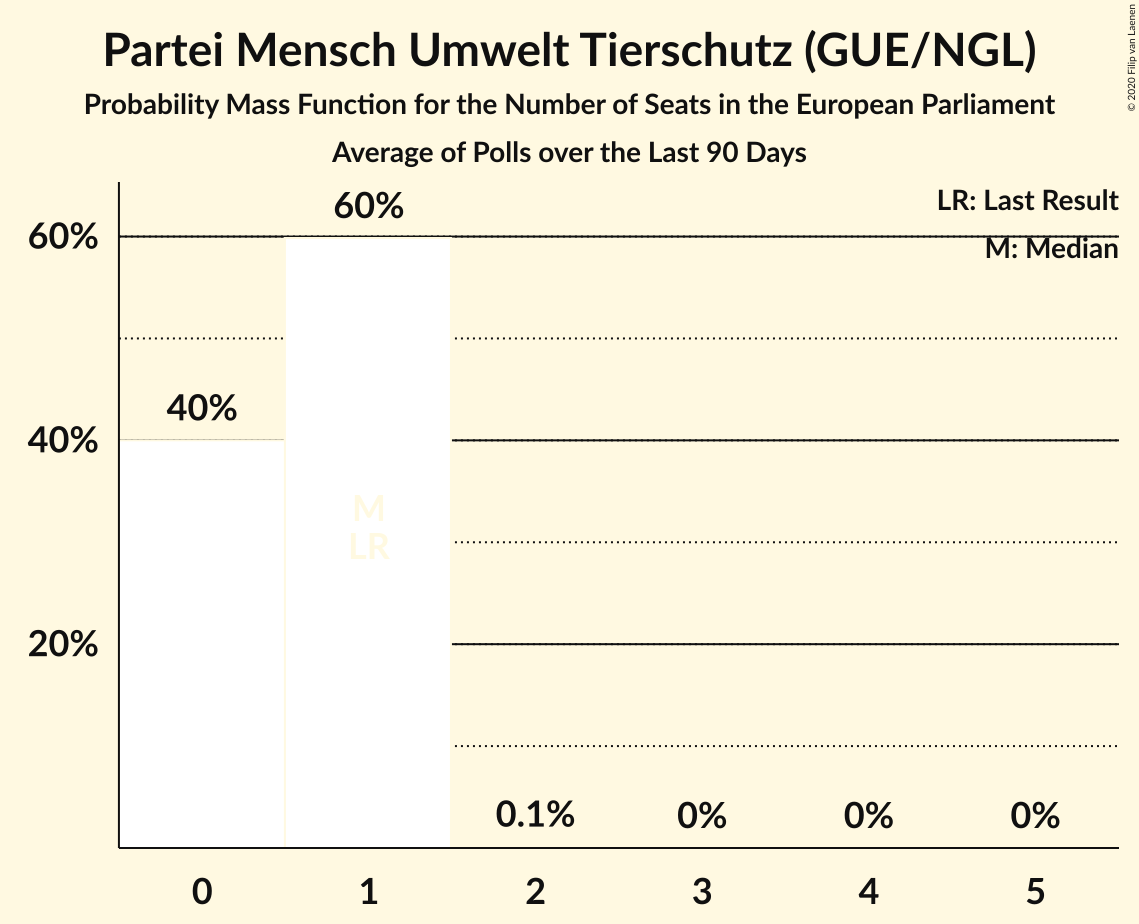 Partei Mensch Umwelt Tierschutz (GUE/NGL)
Probability Mass Function for the Number of Seats in the European Parliament
Average of Polls over the Last 90 Days
© 2020 Filip van Laenen
LR: Last Result
M: Median
60%
40%
20%
40%
60%
M
LR
0.1%
0%
0%
0%
0 1 2 3 4 5